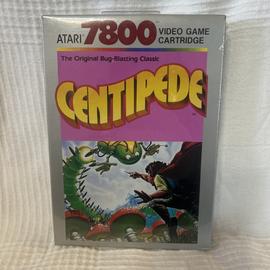 ATARI 7800 VIDEO GAME CARTRIDGE
The Original Bug-Blasting Classic
CENTIPEDE